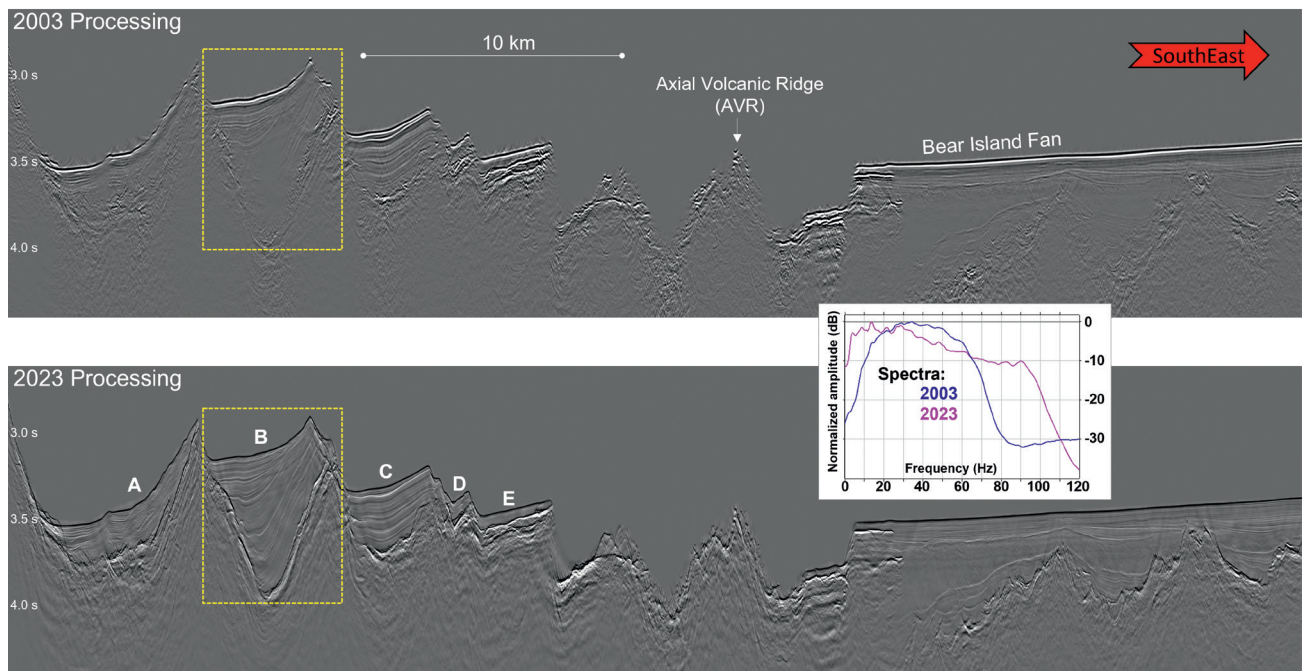 2003 Processing
10 km
SouthEast
3.0 s
Axial Volcanic Ridge
(AVR)
Bear Island Fan
3.5 s
4.0 s
2023 Processing
Normalized amplitude (dB)
Spectra:
2003
2023
Frequency (Hz)
0 20 40 60 80 100 120
0
-10
-20
-30
3.0 s
B
A
C
D
E
3.5 s
4.0 s